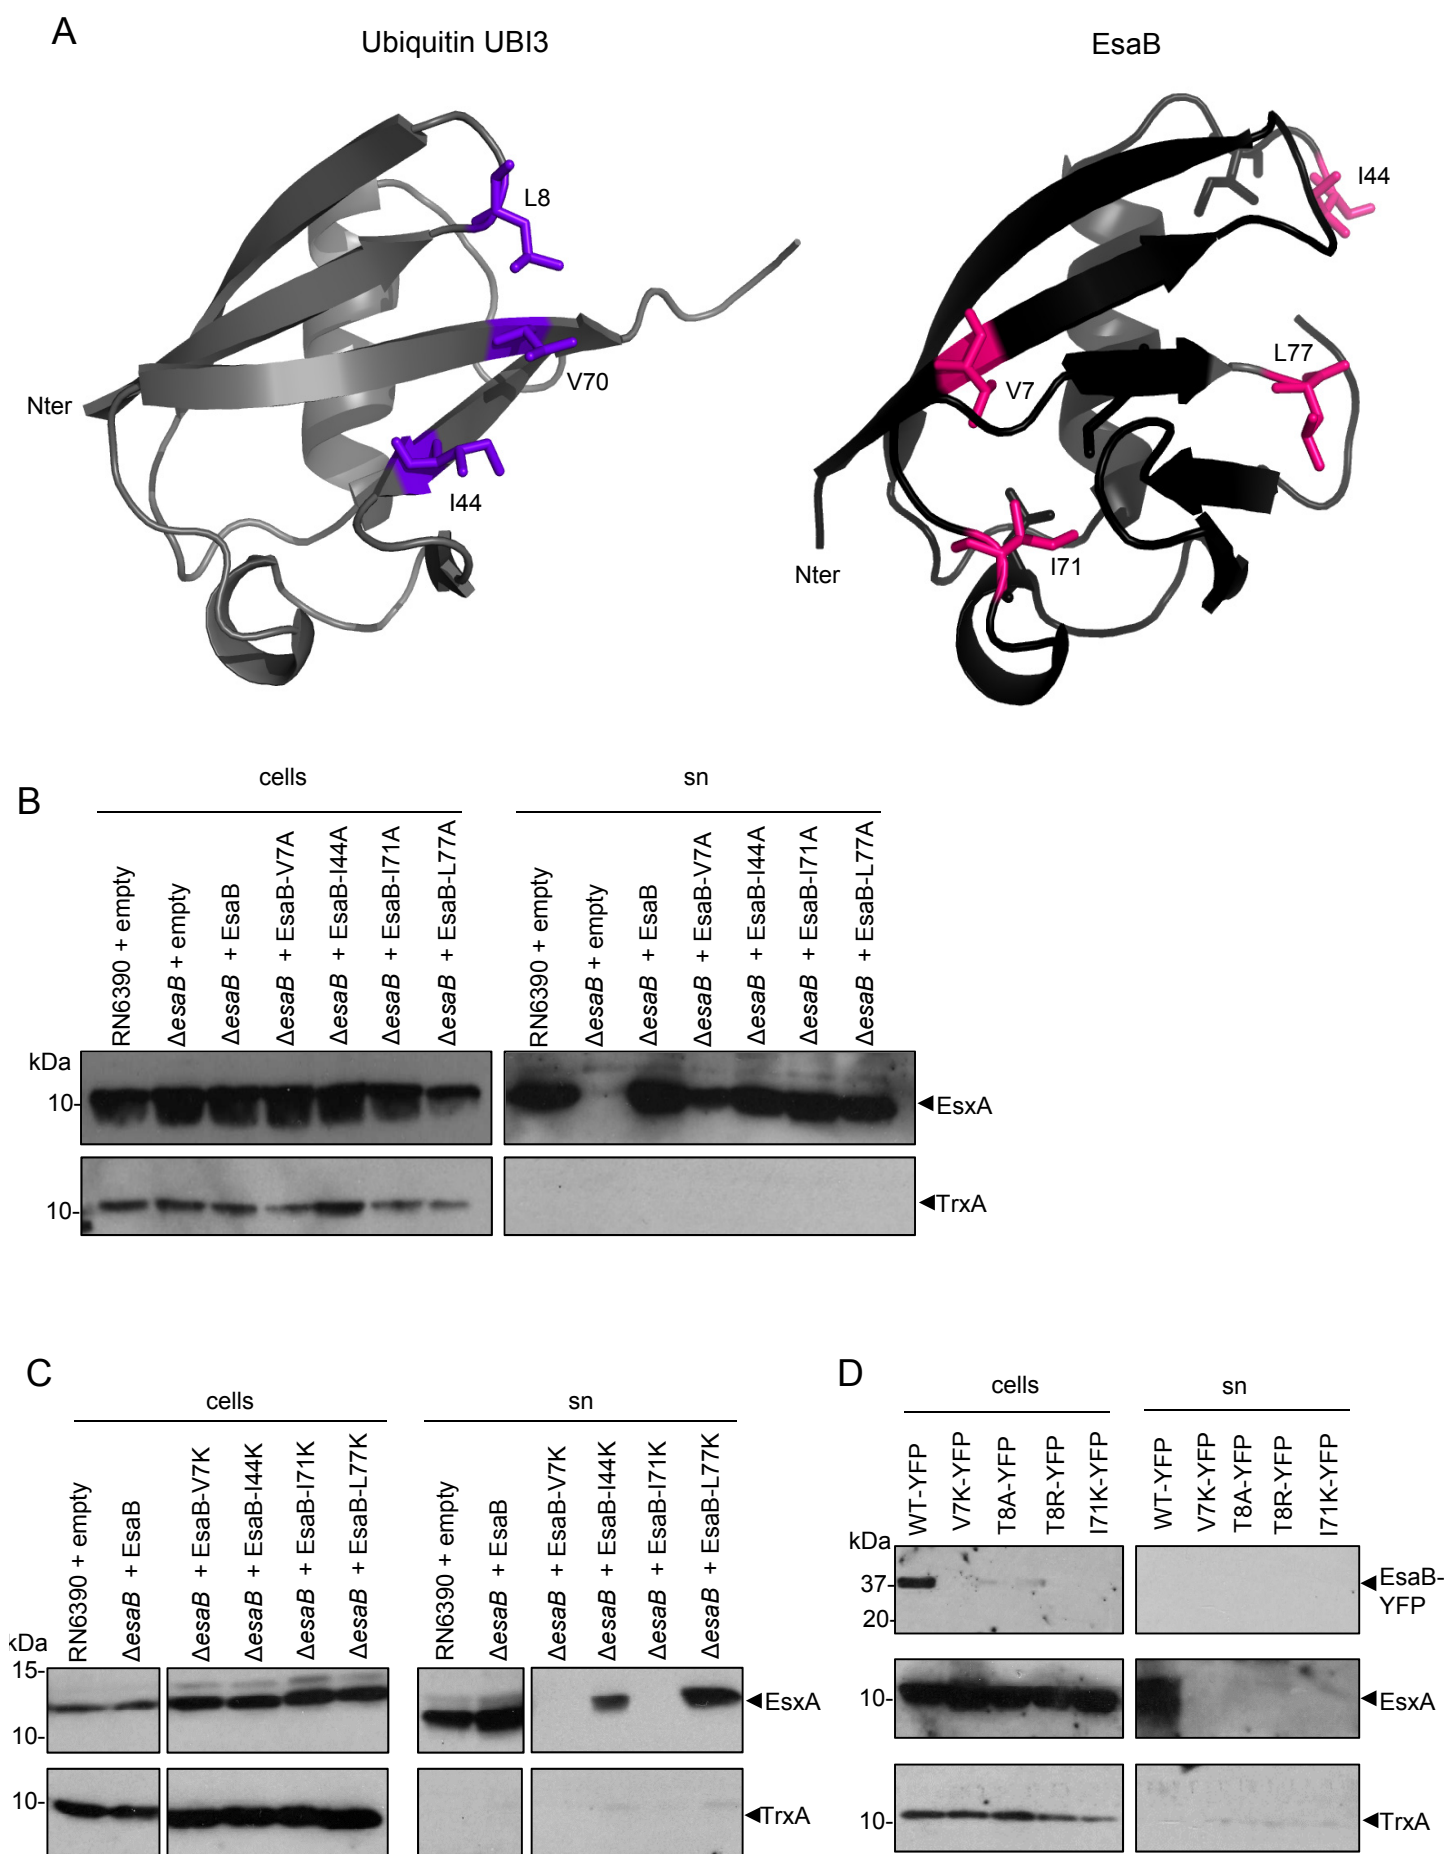 A
Ubiquitin UBI3
EsaB
L8
V70
I44
Nter
I44
L77
V7
I71
Nter
B
cells
sn
RN6390 + empty
ΔesaB + empty
ΔesaB + EsaB
ΔesaB + EsaB-V7A
ΔesaB + EsaB-I44A
ΔesaB + EsaB-I71A
ΔesaB + EsaB-L77A
RN6390 + empty
ΔesaB + empty
ΔesaB + EsaB
ΔesaB + EsaB-V7A
ΔesaB + EsaB-I44A
ΔesaB + EsaB-I71A
ΔesaB + EsaB-L77A
kDa
10-
EsxA
10-
TrxA
C
cells
sn
RN6390 + empty
ΔesaB + EsaB
ΔesaB + EsaB-V7K
ΔesaB + EsaB-I44K
ΔesaB + EsaB-I71K
ΔesaB + EsaB-L77K
RN6390 + empty
ΔesaB + EsaB
ΔesaB + EsaB-V7K
ΔesaB + EsaB-I44K
ΔesaB + EsaB-I71K
ΔesaB + EsaB-L77K
kDa
15-
10-
EsxA
10-
TrxA
D
cells
sn
WT-YFP
V7K-YFP
T8A-YFP
T8R-YFP
I71K-YFP
WT-YFP
V7K-YFP
T8A-YFP
T8R-YFP
I71K-YFP
kDa
37-
20-
EsaB-
YFP
10-
EsxA
10-
TrxA